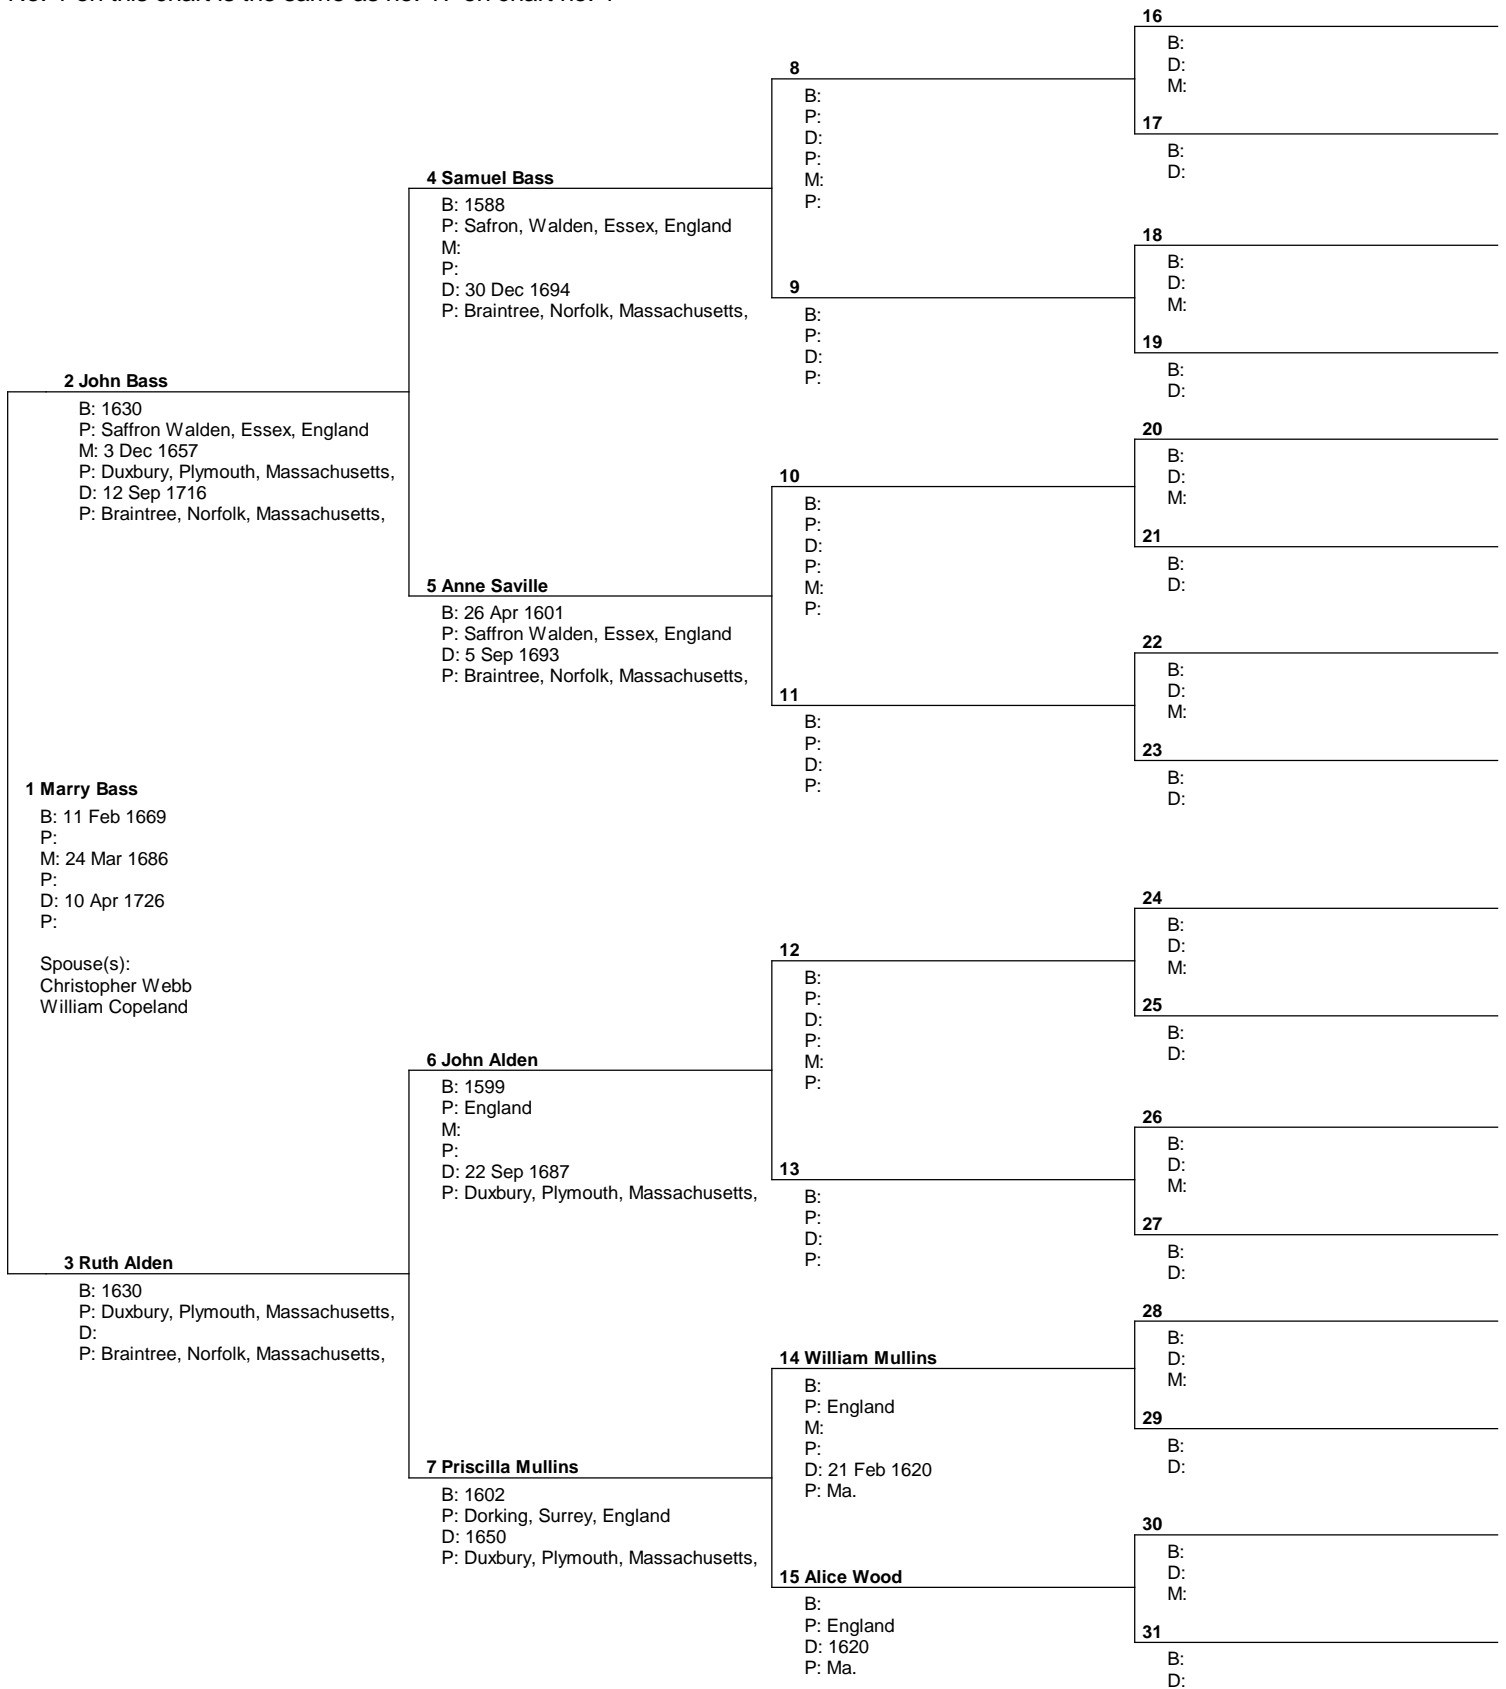 No. 1 on this chart is the same as no. on chart no.
1 Marry Bass
B: 11 Feb 1669
P:
M: 24 Mar 1686
P:
D: 10 Apr 1726
P:
Spouse(s):
Christopher Webb
William Copeland
2 John Bass
B: 1630
P: Saffron Walden, Essex, England
M: 3 Dec 1657
P: Duxbury, Plymouth, Massachusetts,
D: 12 Sep 1716
P: Braintree, Norfolk, Massachusetts,
3 Ruth Alden
B: 1630
P: Duxbury, Plymouth, Massachusetts,
D:
P: Braintree, Norfolk, Massachusetts,
4 Samuel Bass
B: 1588
P: Safron, Walden, Essex, England
M:
P:
D: 30 Dec 1694
P: Braintree, Norfolk, Massachusetts,
5 Anne Saville
B: 26 Apr 1601
P: Saffron Walden, Essex, England
D: 5 Sep 1693
P: Braintree, Norfolk, Massachusetts,
6 John Alden
B: 1599
P: England
M:
P:
D: 22 Sep 1687
P: Duxbury, Plymouth, Massachusetts,
7 Priscilla Mullins
B: 1602
P: Dorking, Surrey, England
D: 1650
P: Duxbury, Plymouth, Massachusetts,
8
B:
P:
D:
P:
M:
P:
9
B:
P:
D:
P:
10
B:
P:
D:
P:
M:
P:
11
B:
P:
D:
P:
12
B:
P:
D:
P:
M:
P:
13
B:
P:
D:
P:
14 William Mullins
B:
P: England
M:
P:
D: 21 Feb 1620
P: Ma.
15 Alice Wood
B:
P: England
D: 1620
P: Ma.
16
B:
D:
M:
17
B:
D:
18
B:
D:
M:
19
B:
D:
20
B:
D:
M:
21
B:
D:
22
B:
D:
M:
23
B:
D:
24
B:
D:
M:
25
B:
D:
26
B:
D:
M:
27
B:
D:
28
B:
D:
M:
29
B:
D:
30
B:
D:
M:
31
B:
D: